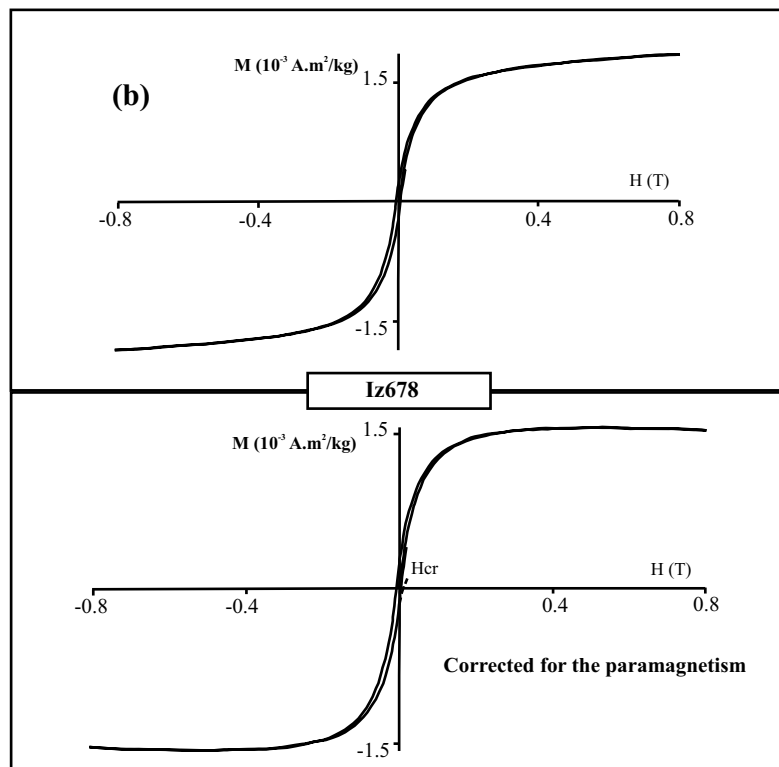 M (10⁻³ A.m²/kg)
1.5
(b)
H (T)
-0.8
-0.4
0.4
0.8
-1.5
Iz678
M (10⁻³ A.m²/kg)
1.5
Hcr
H (T)
-0.8
-0.4
0.4
0.8
Corrected for the paramagnetism
-1.5